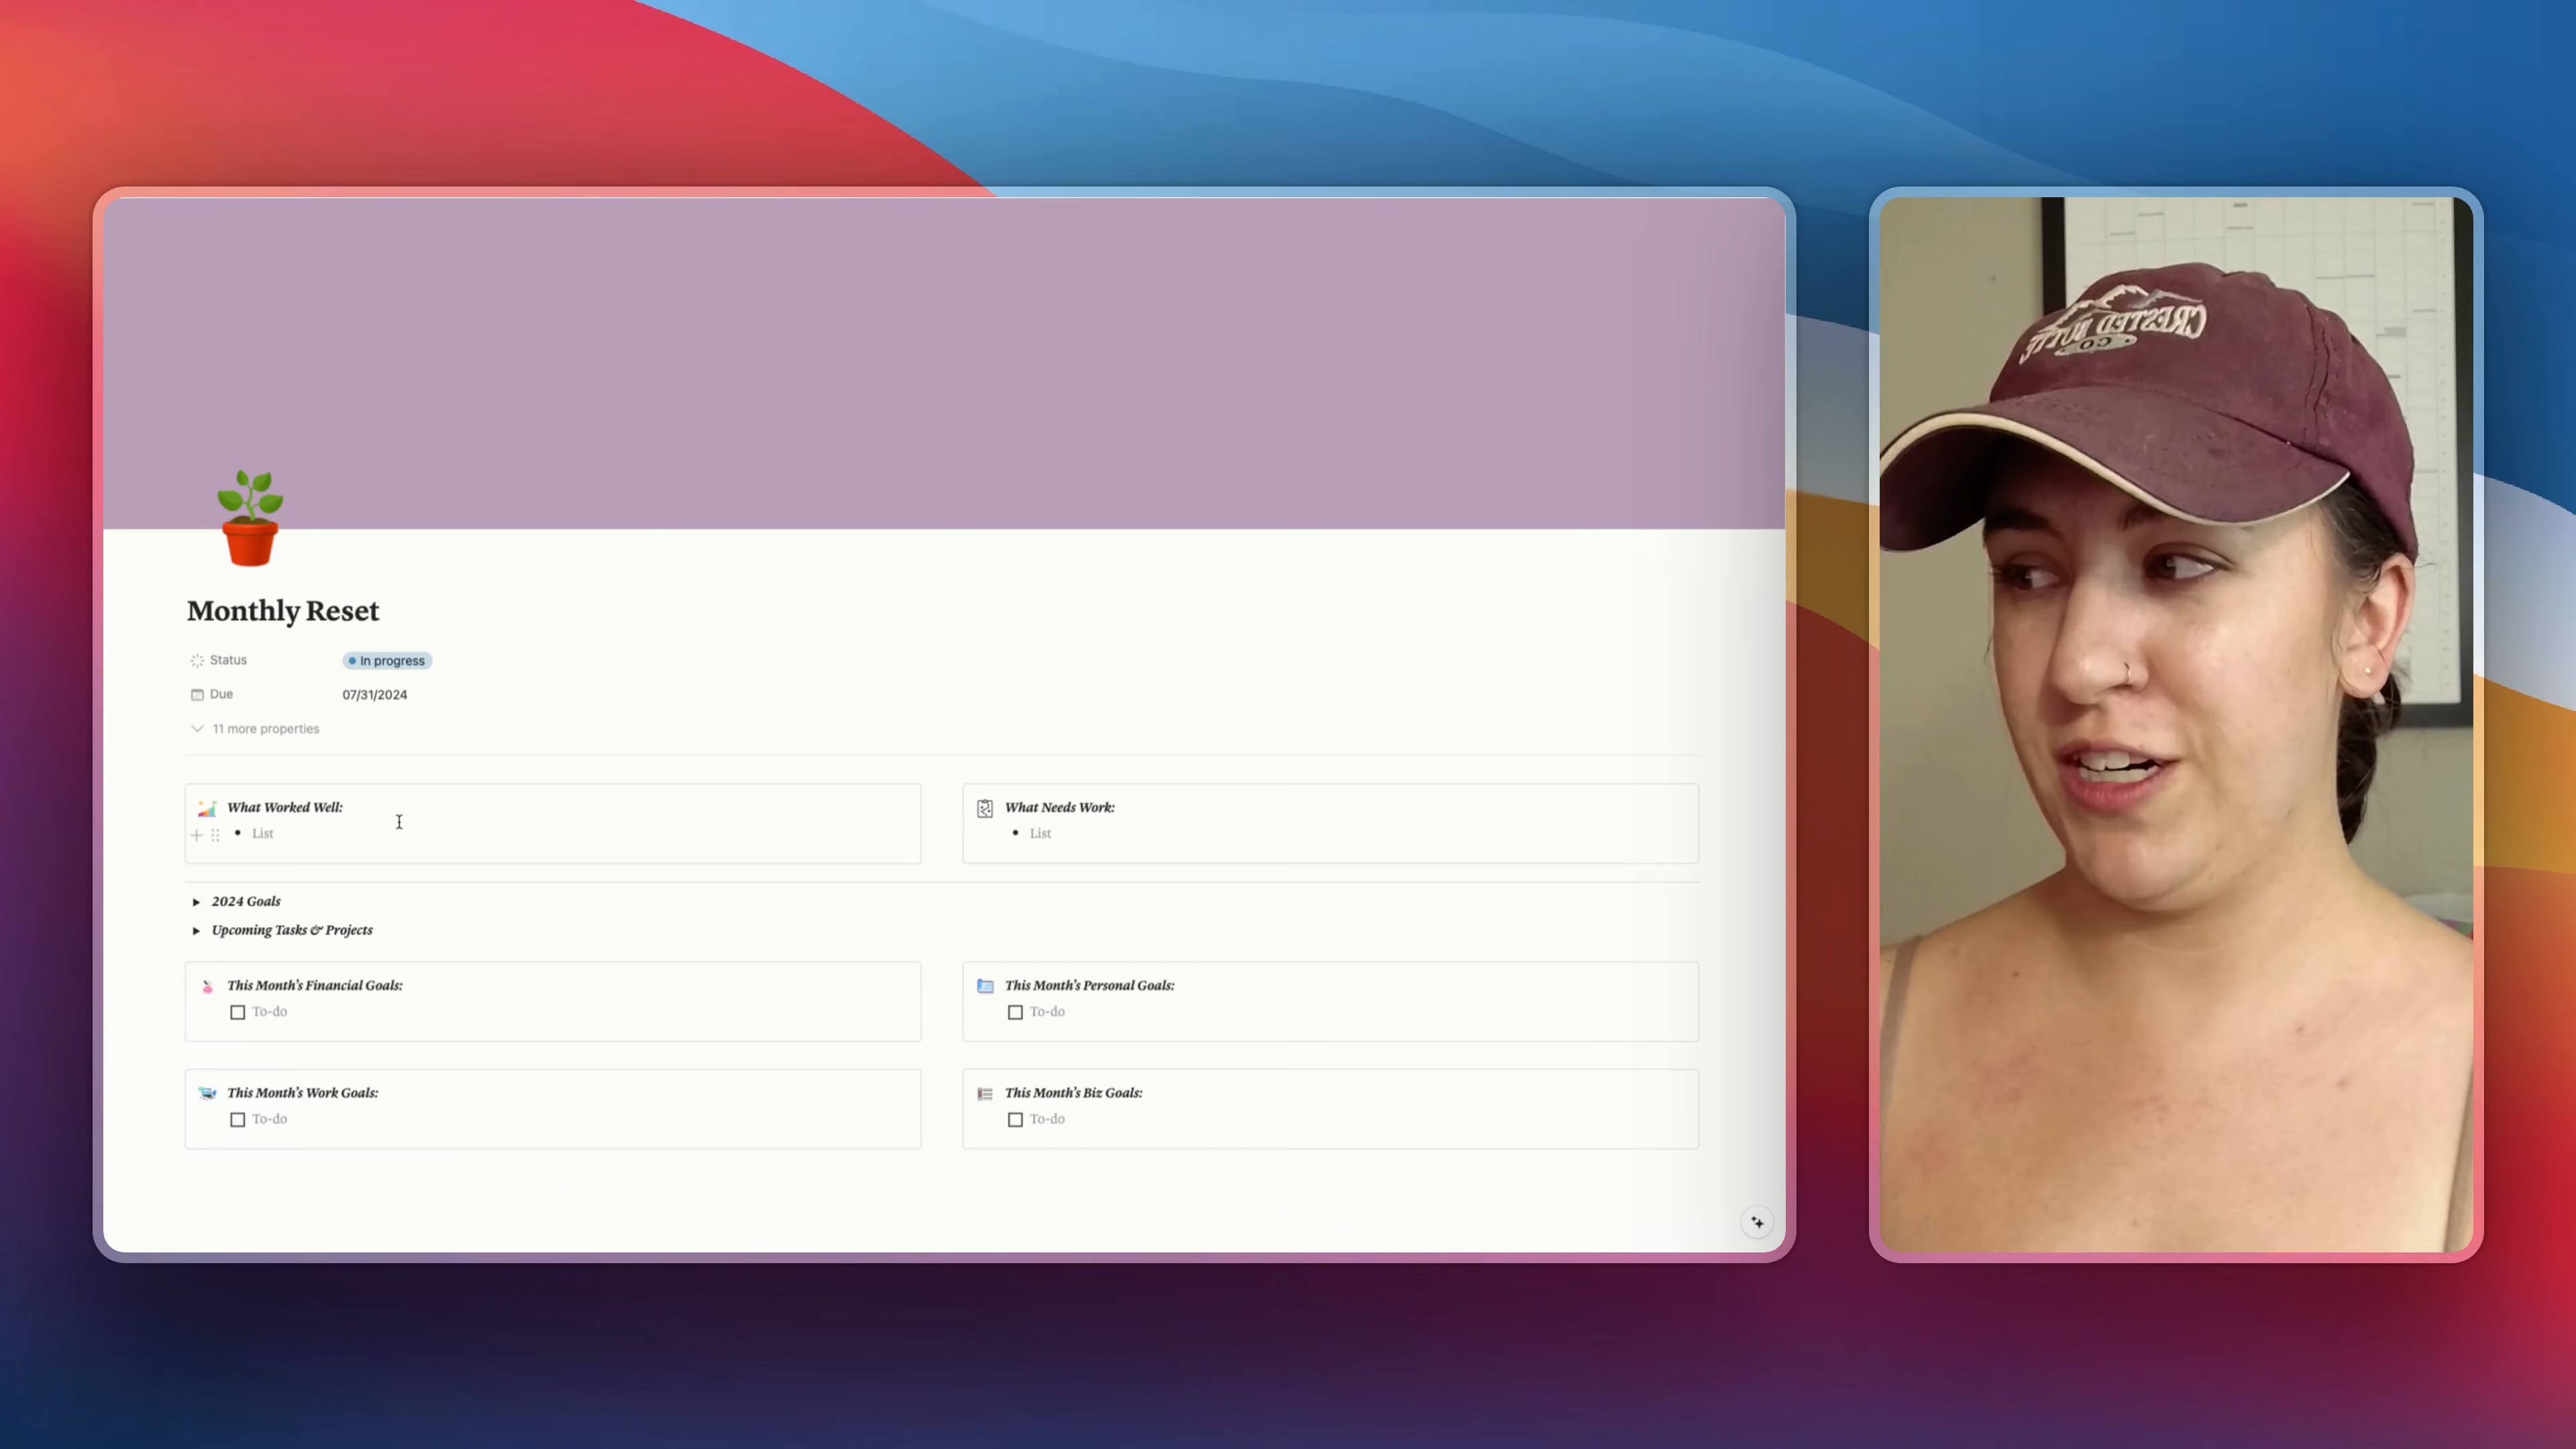 Monthly Reset
Status In progress
Due 07/31/2024
11 more properties
What Worked Well:
List
What Needs Work:
List
2024 Goals
Upcoming Tasks & Projects
This Month's Financial Goals:
To-do
This Month's Personal Goals:
To-do
This Month's Work Goals:
To-do
This Month's Biz Goals:
To-do
CRESTED BUTTE
CO